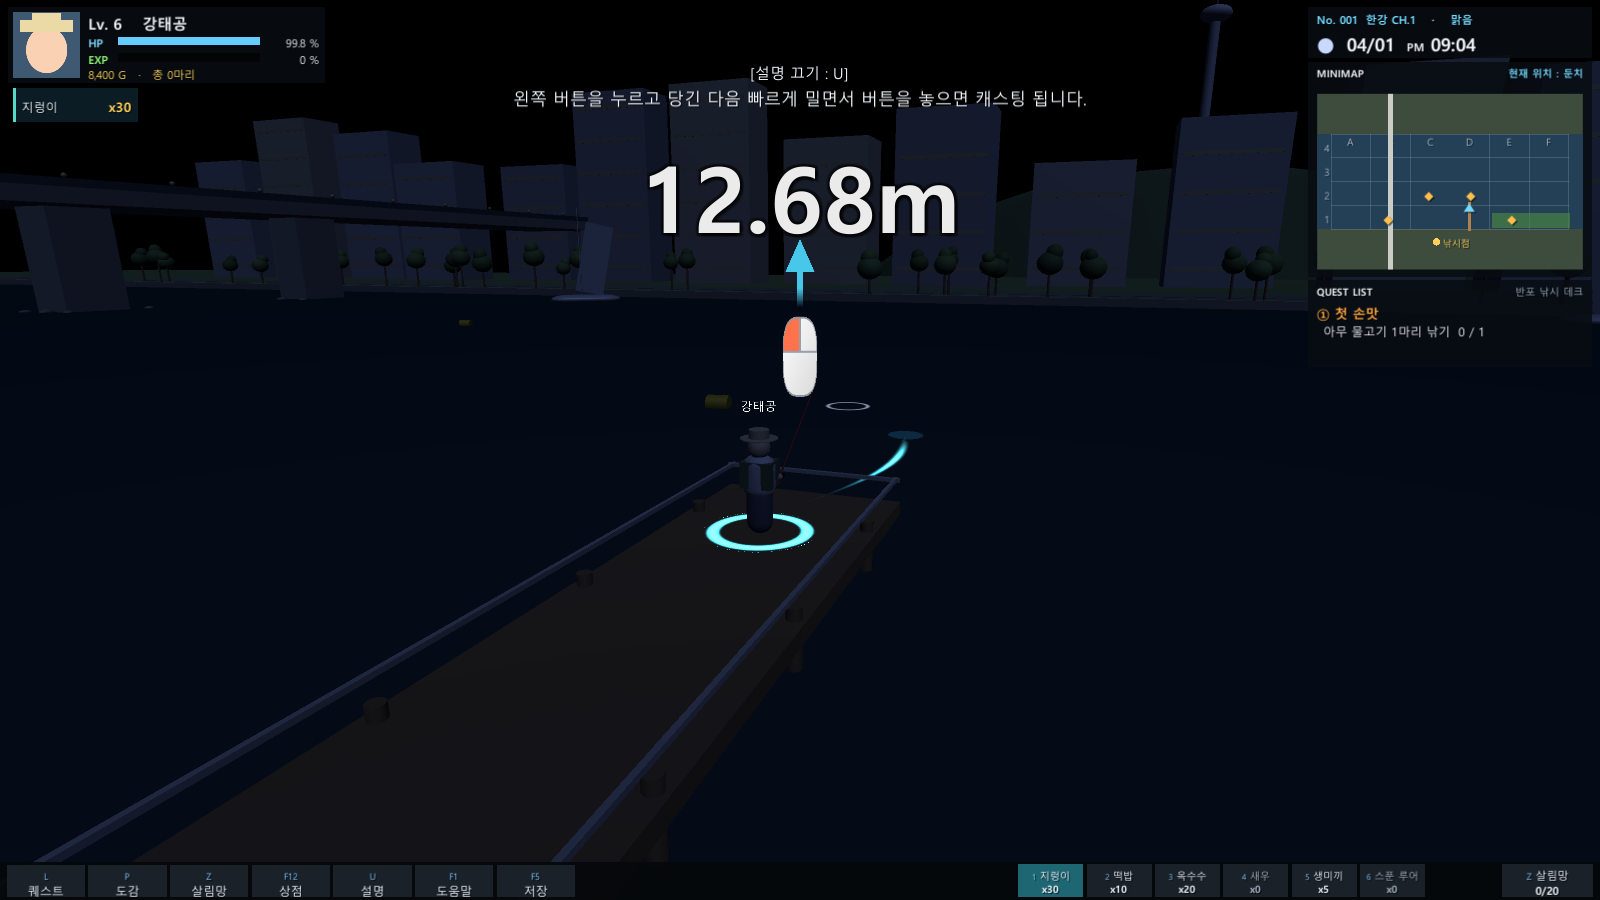 Lv. 6 강태공
HP 99.8 %
EXP 0 %
8,400 G · 총 0마리
지렁이 x30
[설명 끄기 : U]
왼쪽 버튼을 누르고 당긴 다음 빠르게 밀면서 버튼을 놓으면 캐스팅 됩니다.
12.68m
강태공
No. 001 한강 CH.1 · 맑음
04/01 PM 09:04
MINIMAP 현재 위치 : 둔치
A C D E F
4
3
2
1
낚시점
QUEST LIST 반포 낚시 데크
① 첫 손맛
아무 물고기 1마리 낚기 0 / 1
L 퀘스트
P 도감
Z 살림망
F12 상점
U 설명
F1 도움말
F5 저장
1 지렁이 x30
2 떡밥 x10
3 옥수수 x20
4 새우 x0
5 생미끼 x5
6 스푼 루어 x0
Z 살림망 0/20